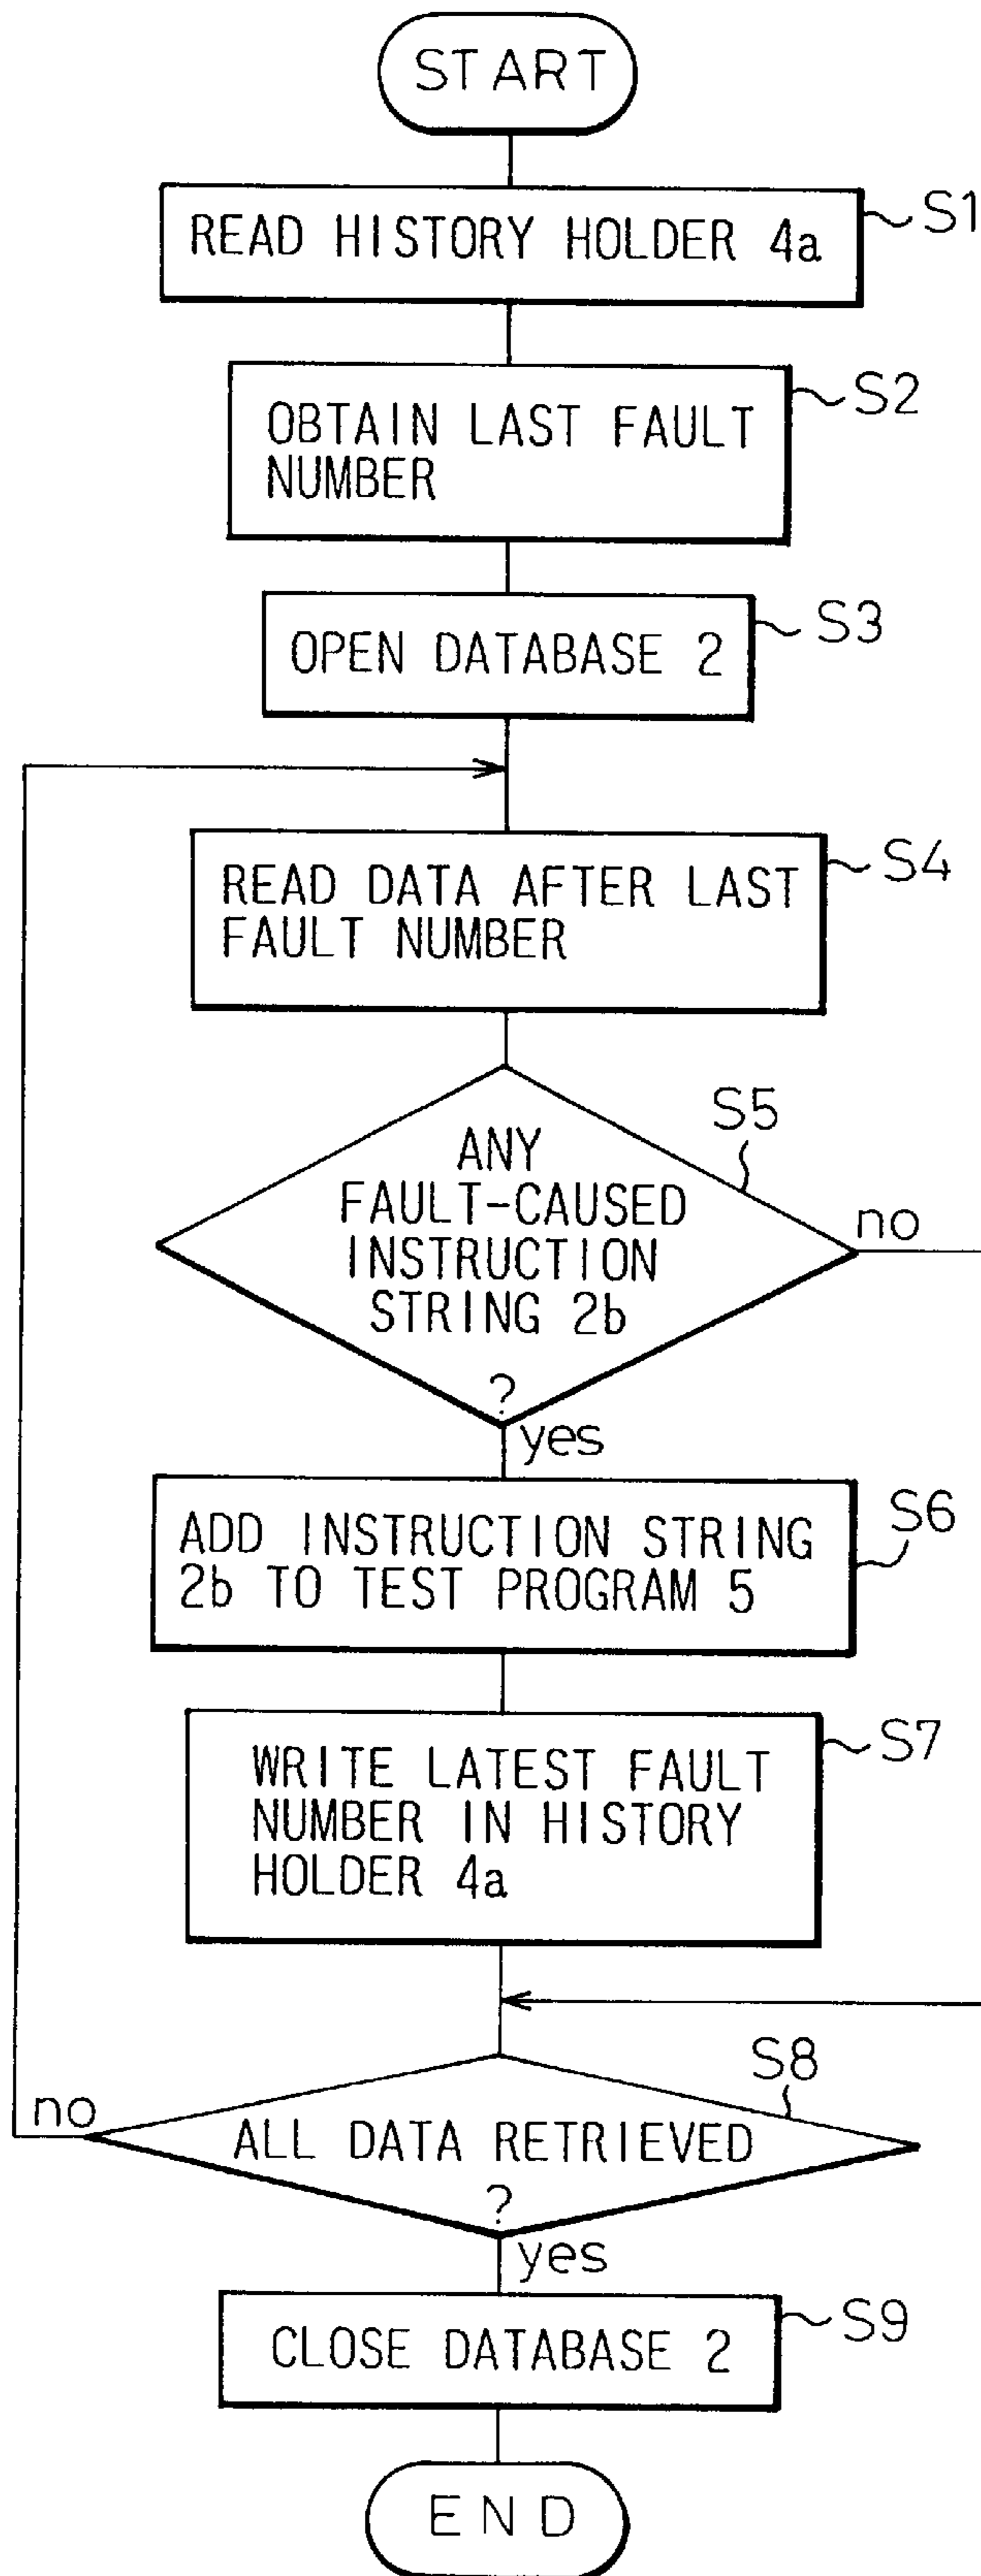 START
READ HISTORY HOLDER 4a
S1
OBTAIN LAST FAULT
NUMBER
S2
OPEN DATABASE 2
S3
READ DATA AFTER LAST
FAULT NUMBER
S4
ANY
FAULT-CAUSED
INSTRUCTION
STRING 2b
?
S5
no
yes
ADD INSTRUCTION STRING
2b TO TEST PROGRAM 5
S6
WRITE LATEST FAULT
NUMBER IN HISTORY
HOLDER 4a
S7
ALL DATA RETRIEVED
?
S8
no
yes
CLOSE DATABASE 2
S9
END